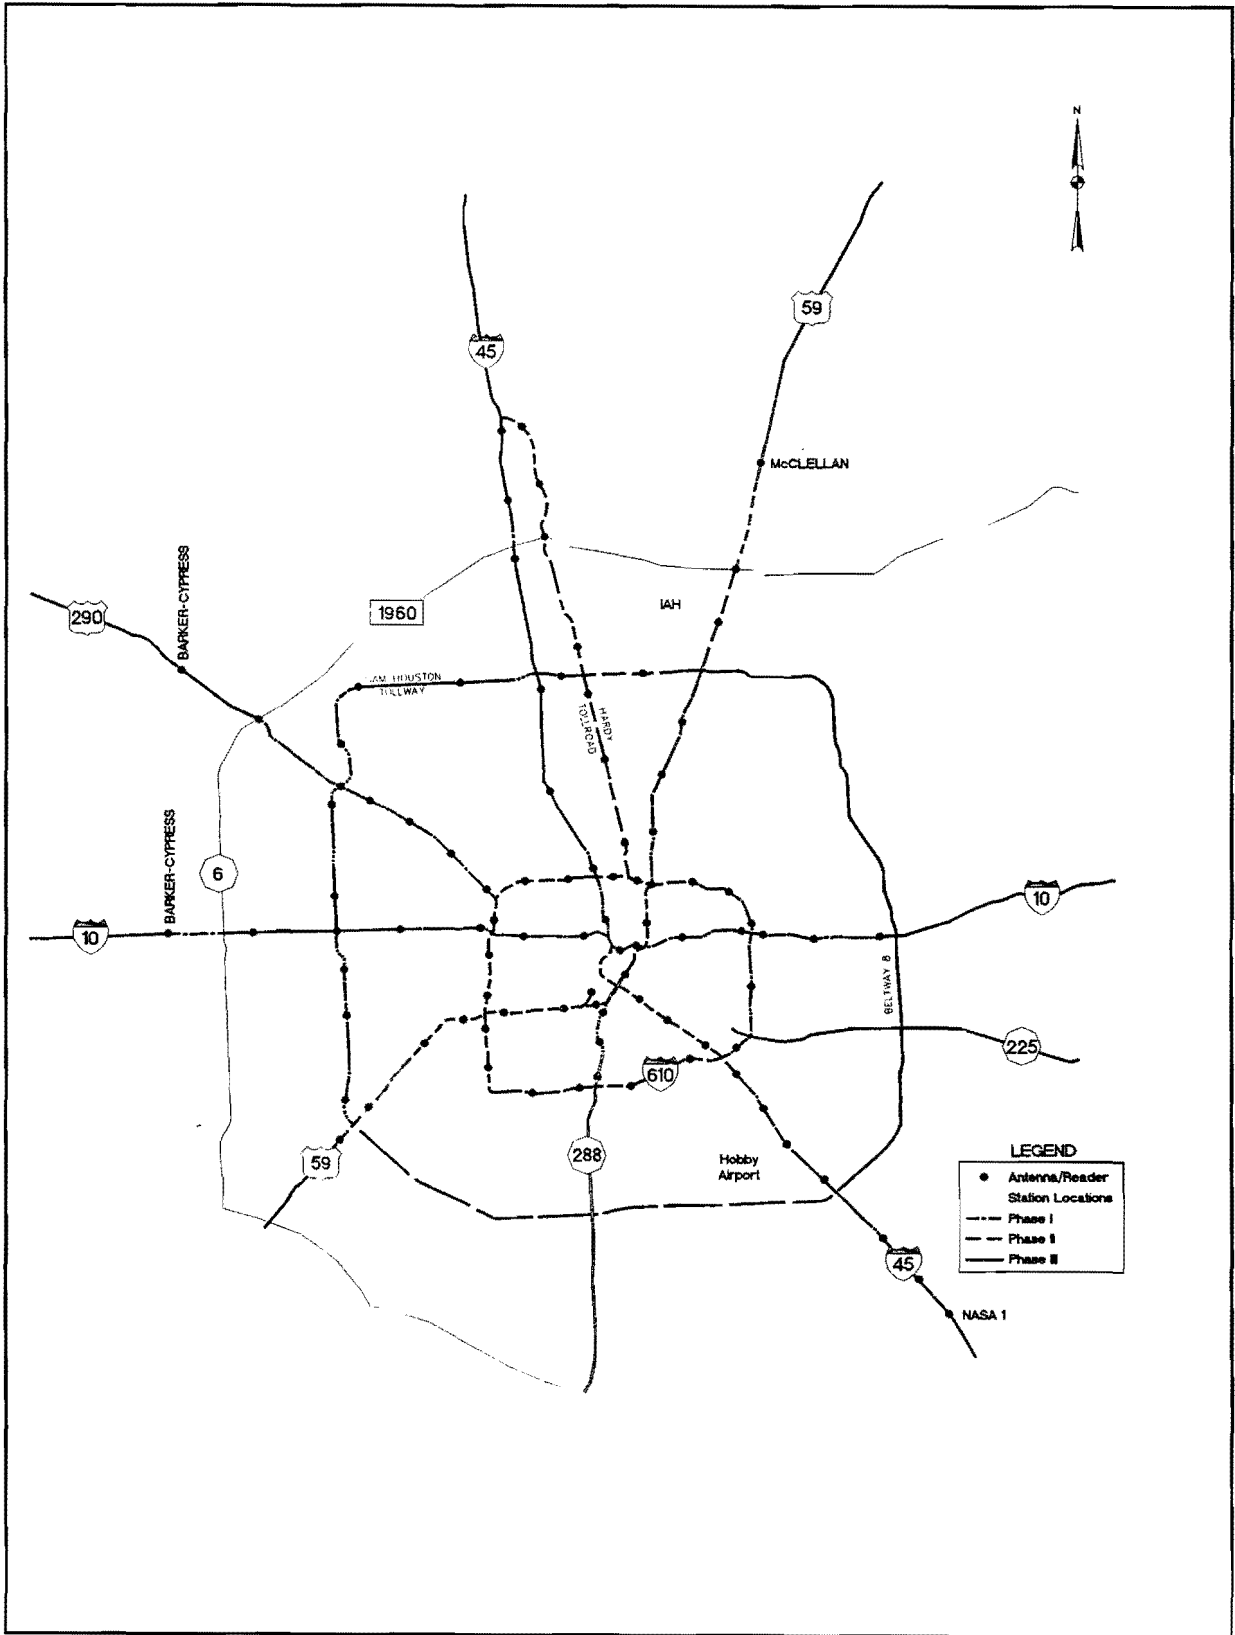 N
59
45
McCLELLAN
BARKER-CYPRESS
290
1960
IAH
SAM HOUSTON
TOLLWAY
HARDY
TOLLROAD
BARKER-CYPRESS
6
10
10
BELTWAY 8
225
610
59
288
Hobby
Airport
LEGEND
Antenna/Reader
Station Locations
Phase I
Phase II
Phase III
45
NASA 1